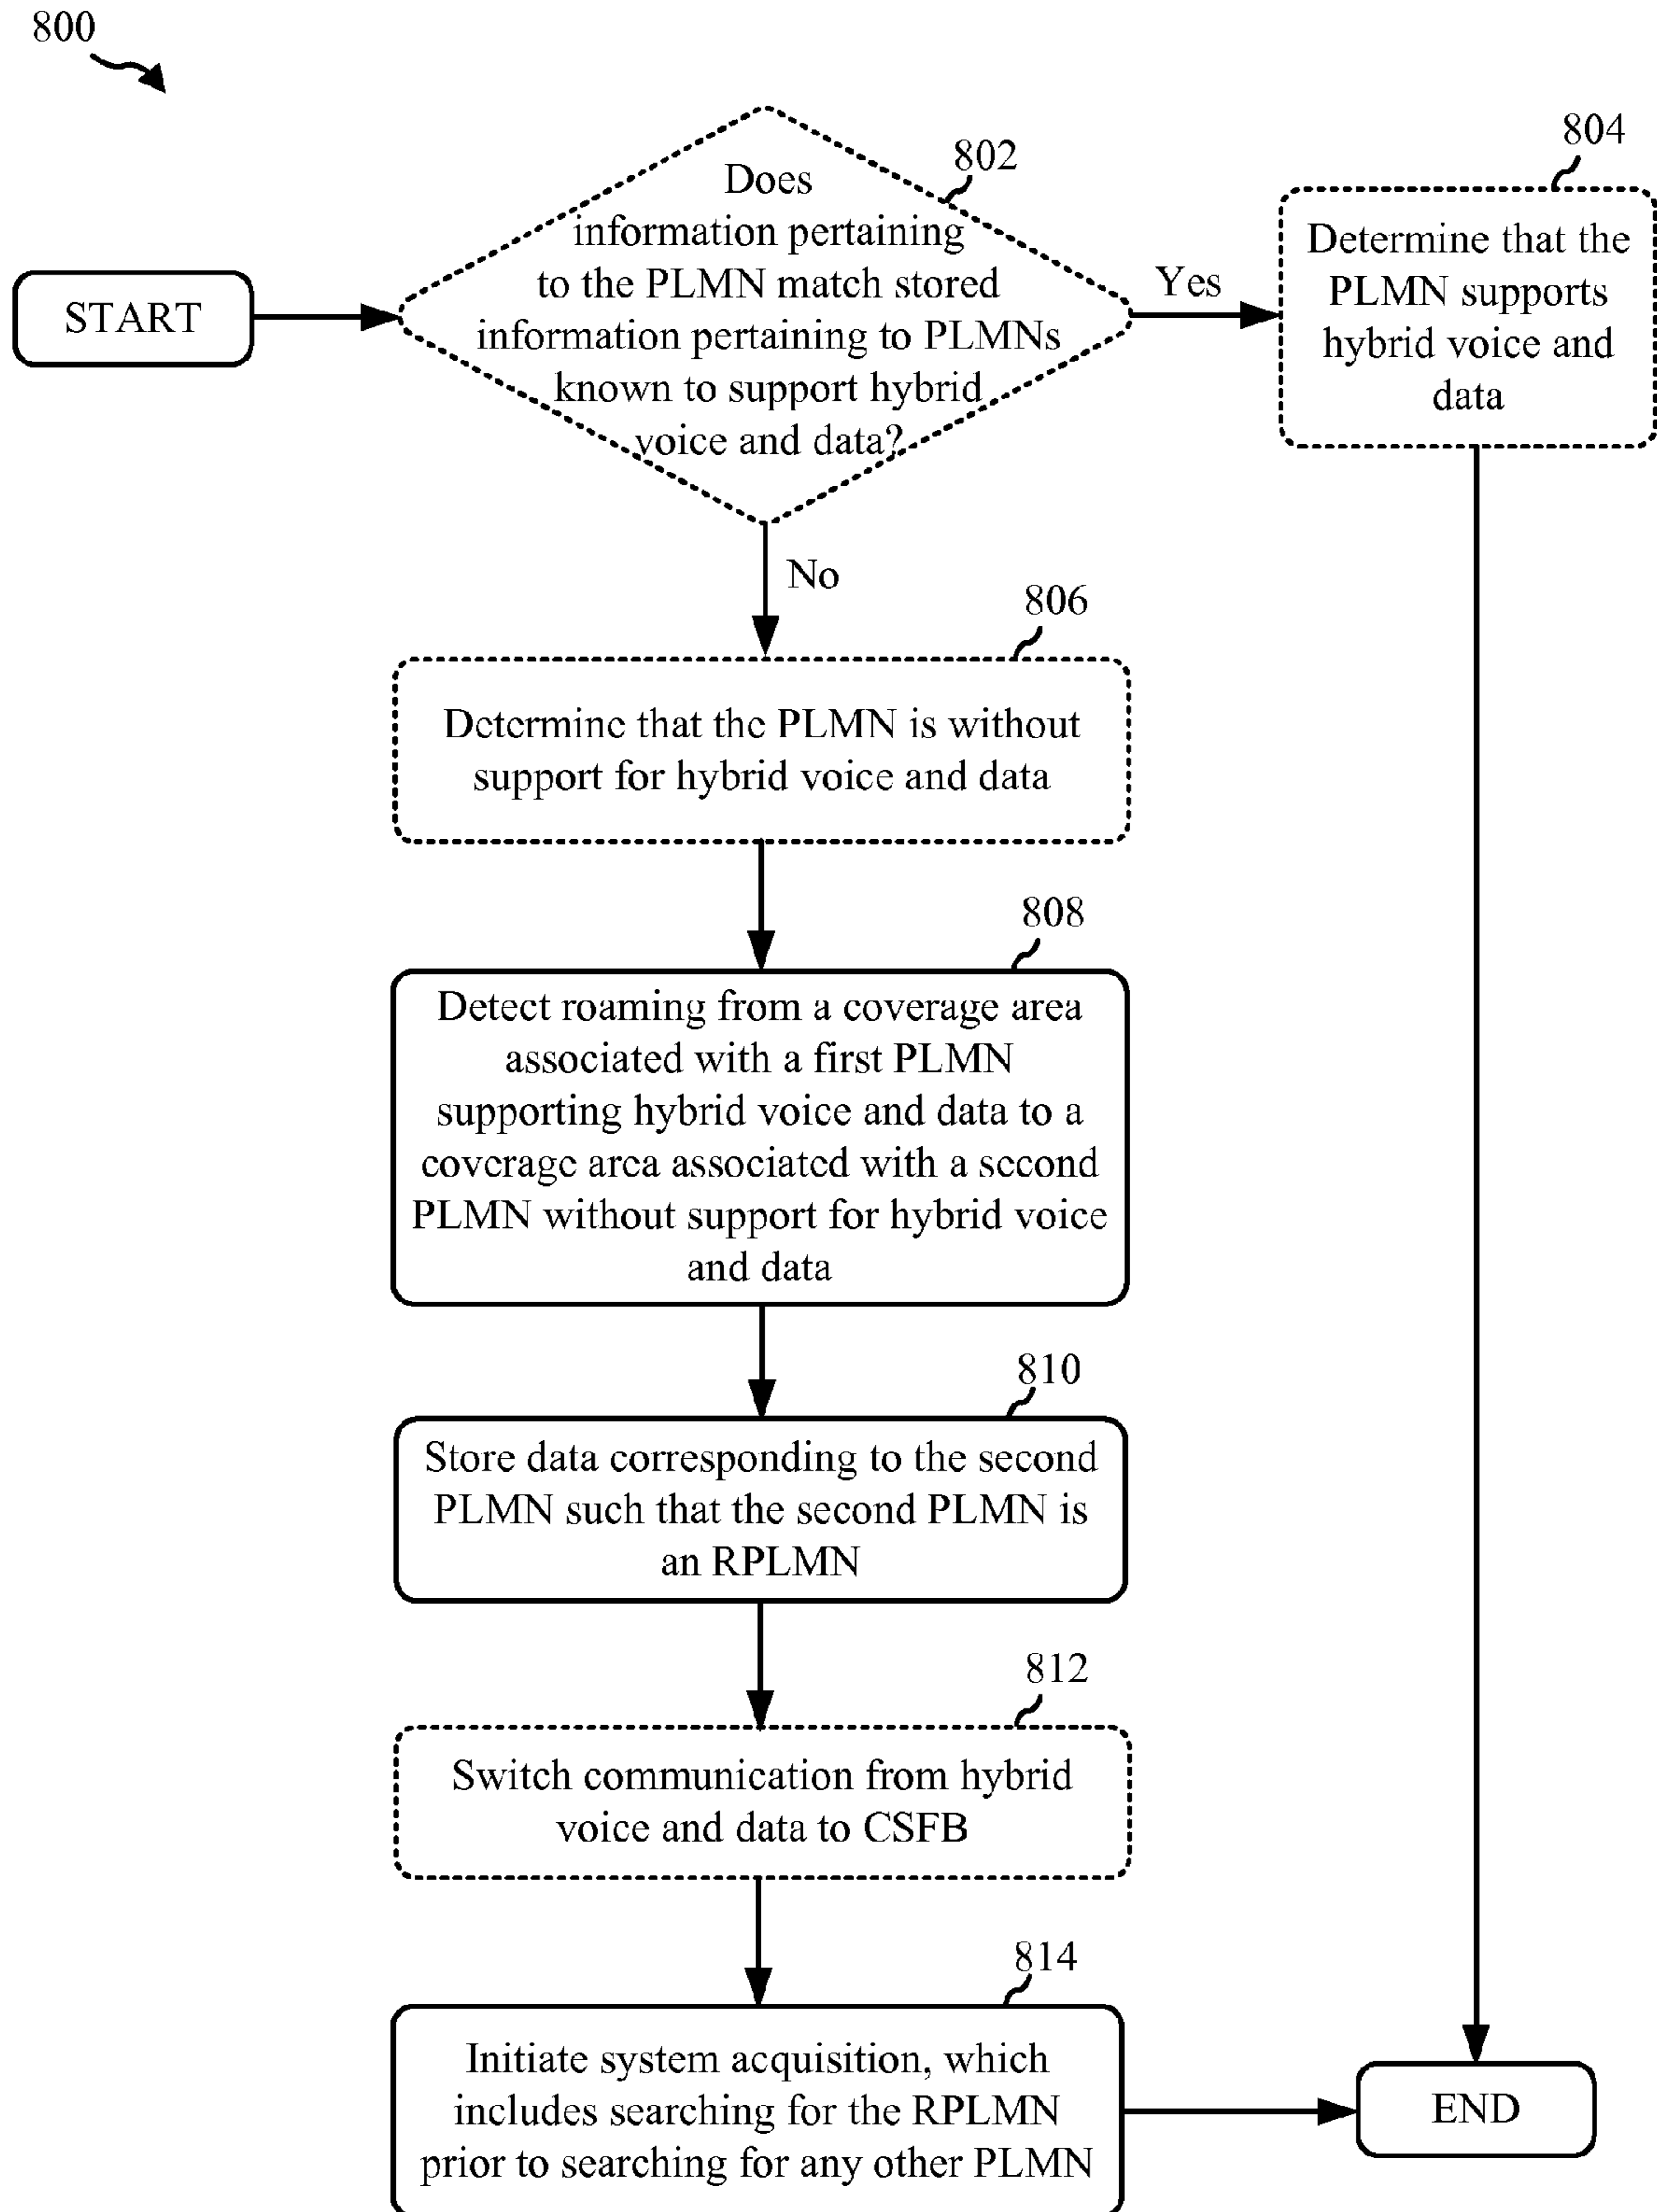 800
802
Does
information pertaining
to the PLMN match stored
information pertaining to PLMNs
known to support hybrid
voice and data?
START
Yes
804
Determine that the
PLMN supports
hybrid voice and
data
No
806
Determine that the PLMN is without
support for hybrid voice and data
808
Detect roaming from a coverage area
associated with a first PLMN
supporting hybrid voice and data to a
coverage area associated with a second
PLMN without support for hybrid voice
and data
810
Store data corresponding to the second
PLMN such that the second PLMN is
an RPLMN
812
Switch communication from hybrid
voice and data to CSFB
814
Initiate system acquisition, which
includes searching for the RPLMN
prior to searching for any other PLMN
END